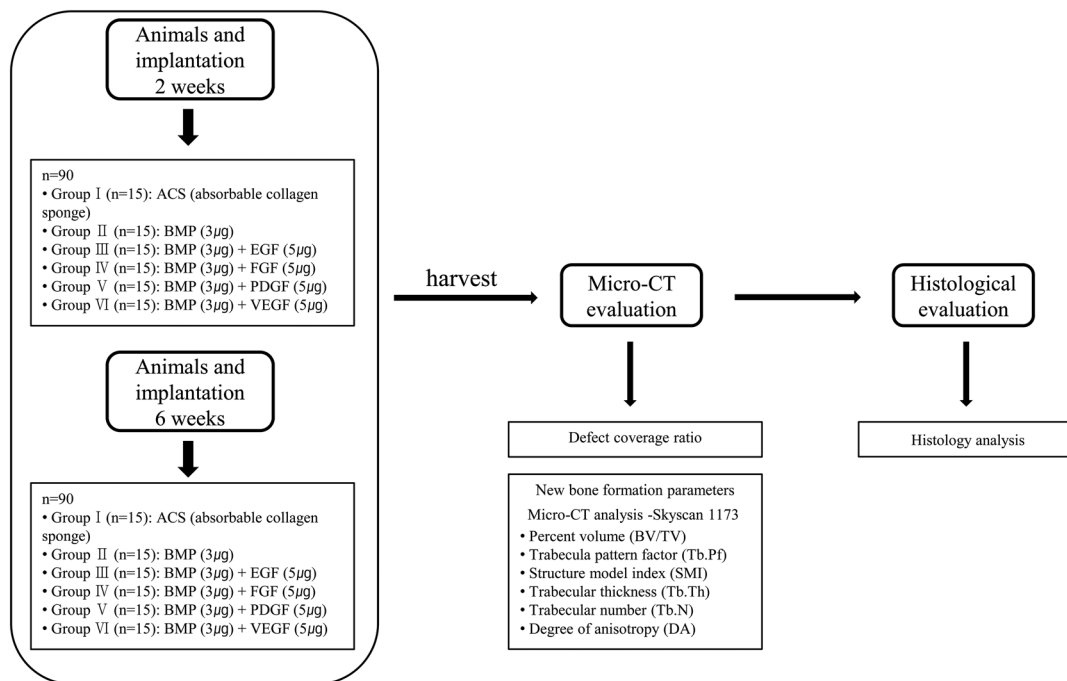 Animals and
implantation
2 weeks
n=90
• Group Ⅰ (n=15): ACS (absorbable collagen
sponge)
• Group Ⅱ (n=15): BMP (3㎍)
• Group Ⅲ (n=15): BMP (3㎍) + EGF (5㎍)
• Group Ⅳ (n=15): BMP (3㎍) + FGF (5㎍)
• Group Ⅴ (n=15): BMP (3㎍) + PDGF (5㎍)
• Group Ⅵ (n=15): BMP (3㎍) + VEGF (5㎍)
Animals and
implantation
6 weeks
n=90
• Group Ⅰ (n=15): ACS (absorbable collagen
sponge)
• Group Ⅱ (n=15): BMP (3㎍)
• Group Ⅲ (n=15): BMP (3㎍) + EGF (5㎍)
• Group Ⅳ (n=15): BMP (3㎍) + FGF (5㎍)
• Group Ⅴ (n=15): BMP (3㎍) + PDGF (5㎍)
• Group Ⅵ (n=15): BMP (3㎍) + VEGF (5㎍)
harvest
Micro-CT
evaluation
Defect coverage ratio
New bone formation parameters
Micro-CT analysis -Skyscan 1173
• Percent volume (BV/TV)
• Trabecula pattern factor (Tb.Pf)
• Structure model index (SMI)
• Trabecular thickness (Tb.Th)
• Trabecular number (Tb.N)
• Degree of anisotropy (DA)
Histological
evaluation
Histology analysis